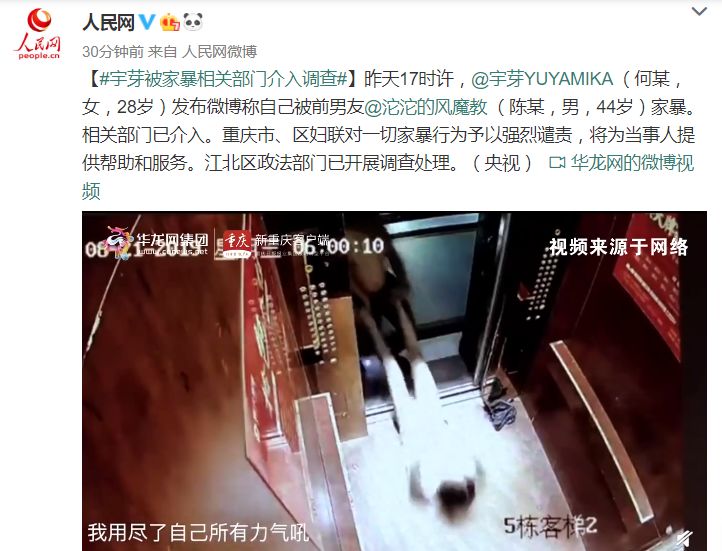 人民网
people.cn
人民网
30分钟前 来自 人民网微博
【#宇芽被家暴相关部门介入调查#】昨天17时许，@宇芽YUYAMIKA（何某，
女，28岁）发布微博称自己被前男友@沱沱的风魔教（陈某，男，44岁）家暴。
相关部门已介入。重庆市、区妇联对一切家暴行为予以强烈谴责，将为当事人提
供帮助和服务。江北区政法部门已开展调查处理。（央视） 华龙网的微博视
频
华龙网集团
www.cqnews.net
重庆
新重庆客户端
06:00:10
视频来源于网络
我用尽了自己所有力气吼
5栋客梯2